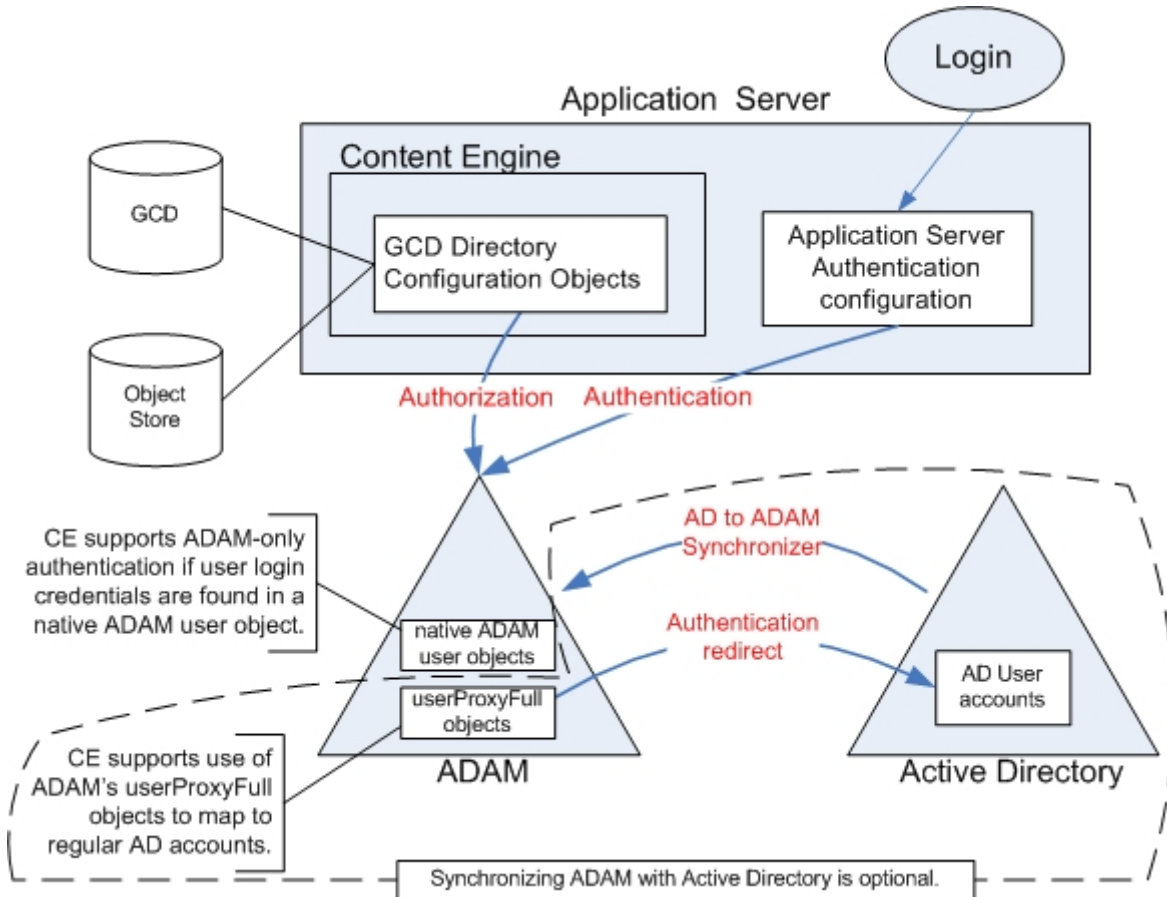 Login
Application Server
Content Engine
GCD
GCD Directory
Configuration Objects
Application Server
Authentication
configuration
Object
Store
Authorization
Authentication
CE supports ADAM-only
authentication if user login
credentials are found in a
native ADAM user object.
AD to ADAM
Synchronizer
native ADAM
user objects
Authentication
redirect
userProxyFull
objects
AD User
accounts
ADAM
Active Directory
CE supports use of
ADAM's userProxyFull
objects to map to
regular AD accounts.
Synchronizing ADAM with Active Directory is optional.